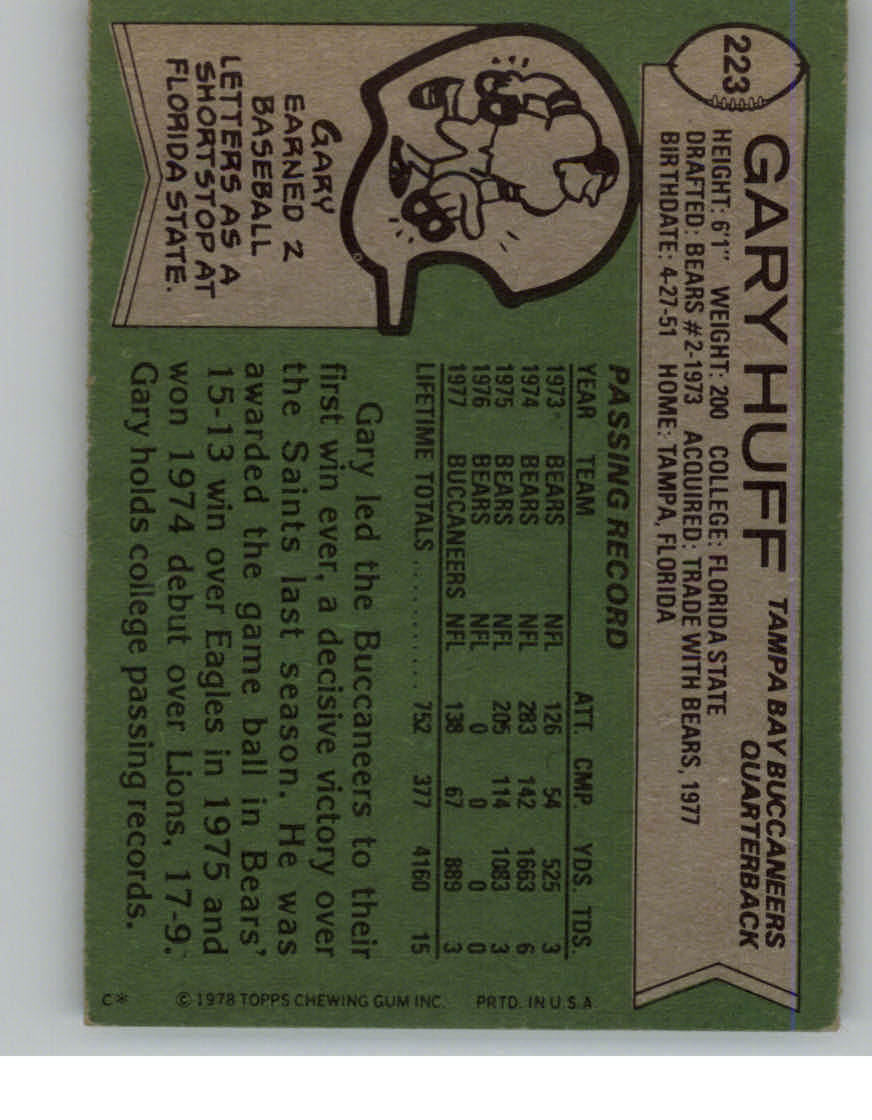 223
GARY HUFF
TAMPA BAY BUCCANEERS
QUARTERBACK
HEIGHT: 6'1" WEIGHT: 200 COLLEGE: FLORIDA STATE
DRAFTED: BEARS #2-1973 ACQUIRED: TRADE WITH BEARS, 1977
BIRTHDATE: 4-27-51 HOME: TAMPA, FLORIDA
GARY
EARNED 2
BASEBALL
LETTERS AS A
SHORTSTOP AT
FLORIDA STATE.
PASSING RECORD
YEAR TEAM ATT. CMP. YDS. TDS.
1973* BEARS NFL 126 54 525 3
1974 BEARS NFL 283 142 1663 6
1975 BEARS NFL 205 114 1083 3
1976 BEARS NFL 0 0 0 0
1977 BUCCANEERS NFL 138 67 889 3
LIFETIME TOTALS ............ 752 377 4160 15
Gary led the Buccaneers to their
first win ever, a decisive victory over
the Saints last season. He was
awarded the game ball in Bears'
15-13 win over Eagles in 1975 and
won 1974 debut over Lions, 17-9.
Gary holds college passing records.
C* © 1978 TOPPS CHEWING GUM INC. PRTD. IN U.S.A.